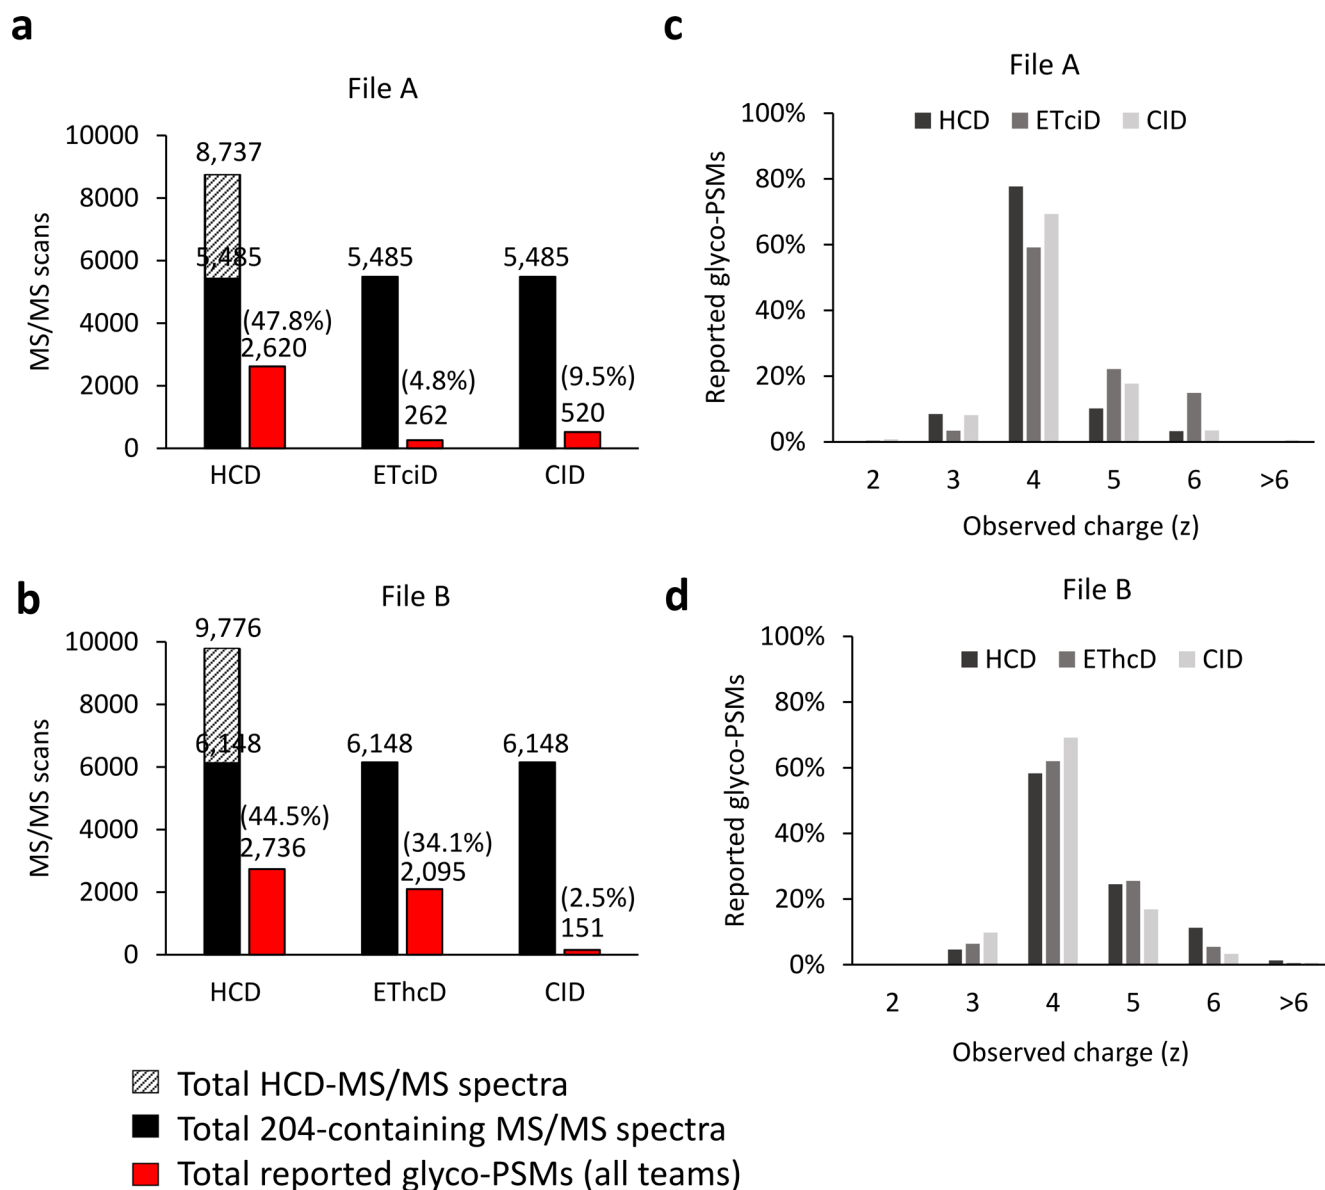 a
File A
MS/MS scans
10000
8000
6000
4000
2000
0
8,737
5,485
5,485
5,485
(47.8%)
2,620
(4.8%)
262
(9.5%)
520
HCD
ETciD
CID
b
File B
MS/MS scans
10000
8000
6000
4000
2000
0
9,776
6,148
6,148
6,148
(44.5%)
2,736
(34.1%)
2,095
(2.5%)
151
HCD
EThcD
CID
Total HCD-MS/MS spectra
Total 204-containing MS/MS spectra
Total reported glyco-PSMs (all teams)
c
File A
HCD ETciD CID
Reported glyco-PSMs
100%
80%
60%
40%
20%
0%
2 3 4 5 6 >6
Observed charge (z)
d
File B
HCD EThcD CID
Reported glyco-PSMs
100%
80%
60%
40%
20%
0%
2 3 4 5 6 >6
Observed charge (z)